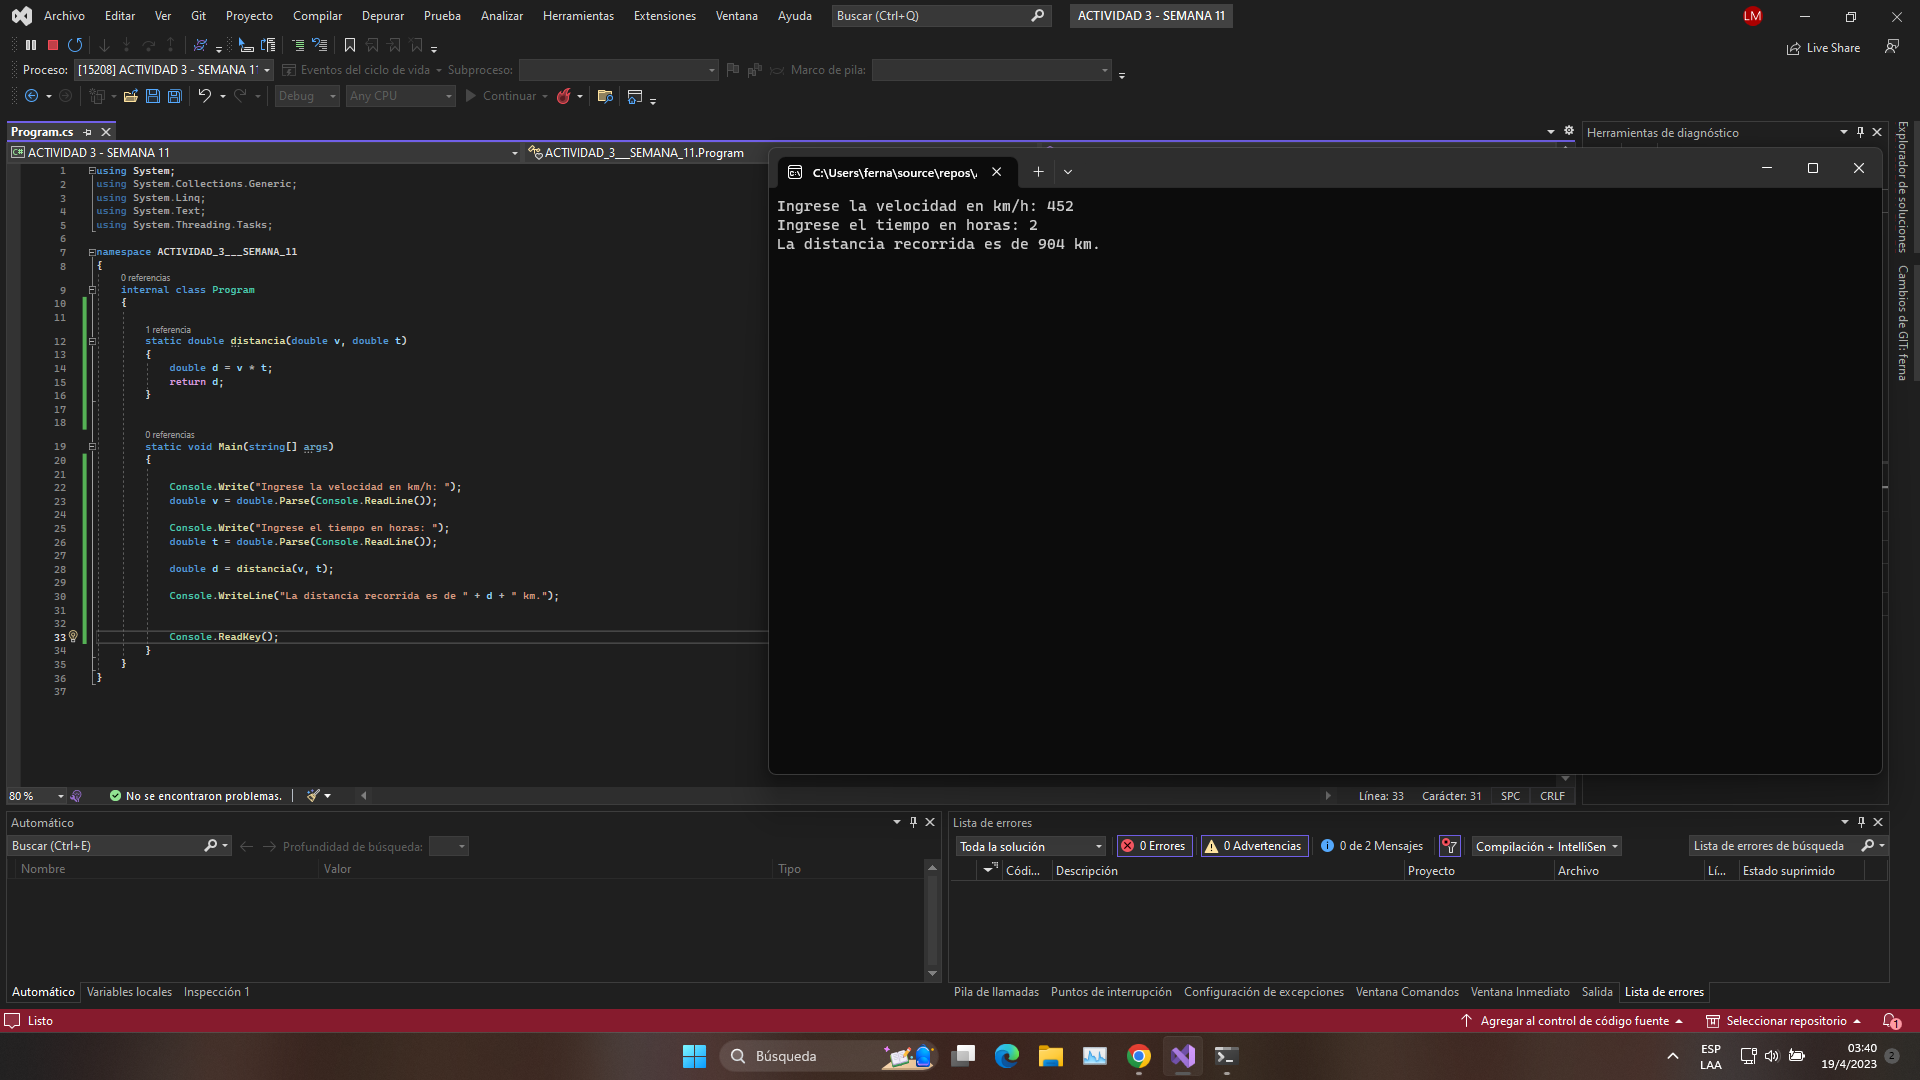 Archivo Editar Ver Git Proyecto Compilar Depurar Prueba Analizar Herramientas Extensiones Ventana Ayuda Buscar (Ctrl+Q) ACTIVIDAD 3 - SEMANA 11 LM
Live Share
Proceso: [15208] ACTIVIDAD 3 - SEMANA 1 Eventos del ciclo de vida Subproceso: Marco de pila:
Debug Any CPU Continuar
Program.cs
Herramientas de diagnóstico
ACTIVIDAD 3 - SEMANA 11 ACTIVIDAD_3___SEMANA_11.Program
1 using System;
2 using System.Collections.Generic;
3 using System.Linq;
4 using System.Text;
5 using System.Threading.Tasks;
6
7 namespace ACTIVIDAD_3___SEMANA_11
8 {
0 referencias
9 internal class Program
10 {
11
1 referencia
12 static double distancia(double v, double t)
13 {
14 double d = v * t;
15 return d;
16 }
17
18
0 referencias
19 static void Main(string[] args)
20 {
21
22 Console.Write("Ingrese la velocidad en km/h: ");
23 double v = double.Parse(Console.ReadLine());
24
25 Console.Write("Ingrese el tiempo en horas: ");
26 double t = double.Parse(Console.ReadLine());
27
28 double d = distancia(v, t);
29
30 Console.WriteLine("La distancia recorrida es de " + d + " km.");
31
32
33 Console.ReadKey();
34 }
35 }
36 }
37
C:\Users\ferna\source\repos\
Ingrese la velocidad en km/h: 452
Ingrese el tiempo en horas: 2
La distancia recorrida es de 904 km.
Explorador de soluciones
Cambios de GIT: ferna
80 % No se encontraron problemas. Línea: 33 Carácter: 31 SPC CRLF
Automático
Buscar (Ctrl+E) Profundidad de búsqueda:
Nombre Valor Tipo
Automático Variables locales Inspección 1
Lista de errores
Toda la solución 0 Errores 0 Advertencias 0 de 2 Mensajes Compilación + IntelliSen Lista de errores de búsqueda
Códi... Descripción Proyecto Archivo Lí... Estado suprimido
Pila de llamadas Puntos de interrupción Configuración de excepciones Ventana Comandos Ventana Inmediato Salida Lista de errores
Listo Agregar al control de código fuente Seleccionar repositorio 1
Búsqueda
ESP
LAA
03:40
19/4/2023
2